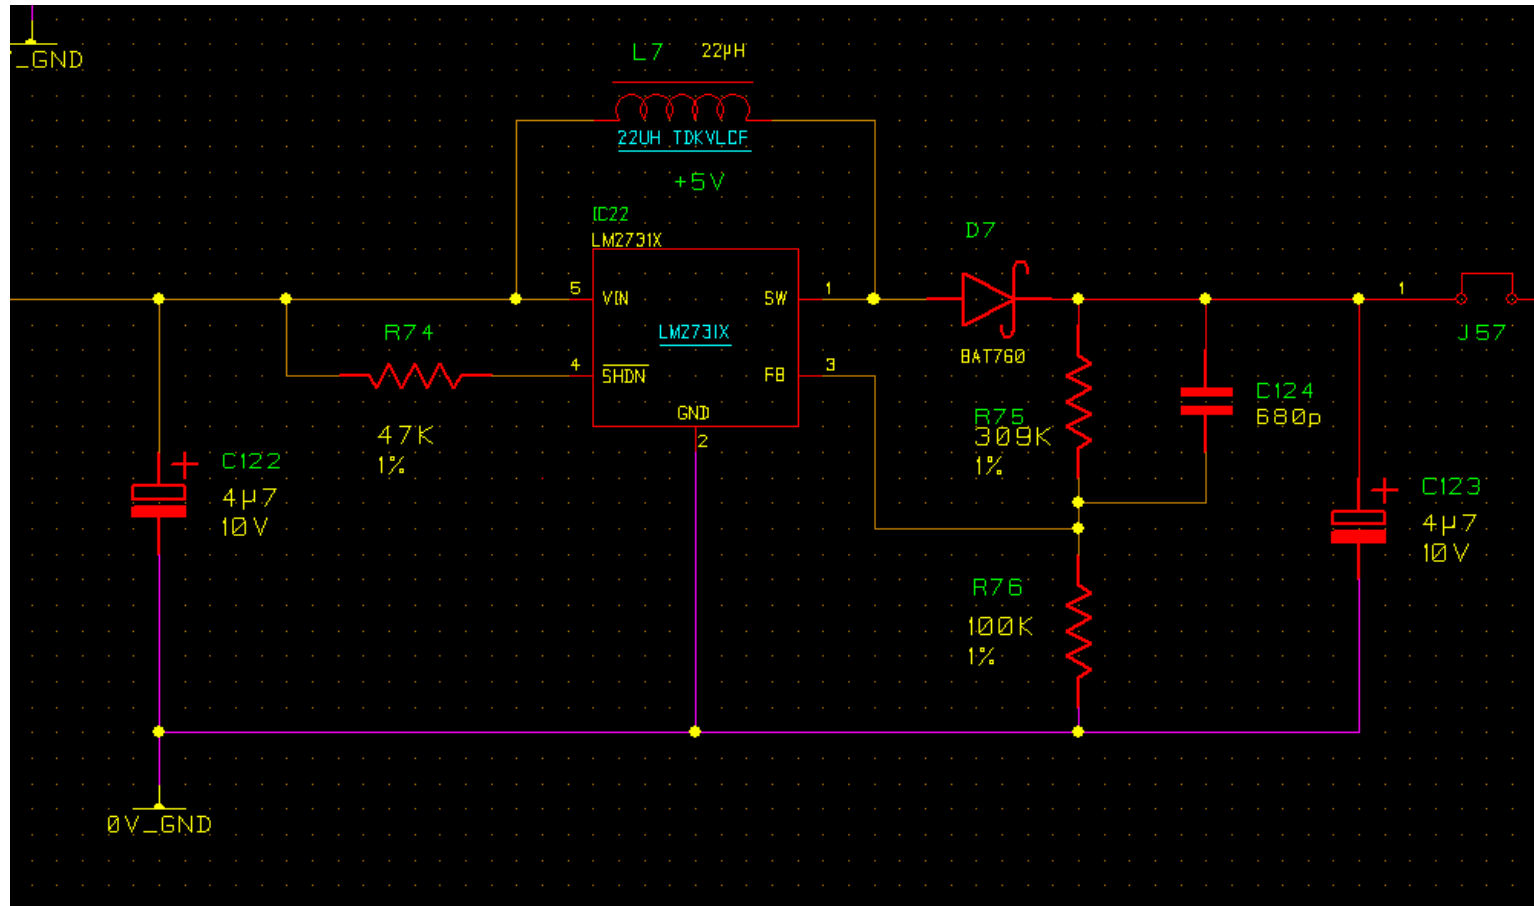 _GND
L7 22µH
22UH TDKVLCF
+5V
IC22
LM2731X
D7
5 VIN SW 1
1
R74
LM2731X
J57
BAT760
4 SHDN FB 3
C124
680p
GND
2
R75
309K
1%
47K
1%
C122
4µ7
10V
C123
4µ7
10V
R76
100K
1%
0V_GND